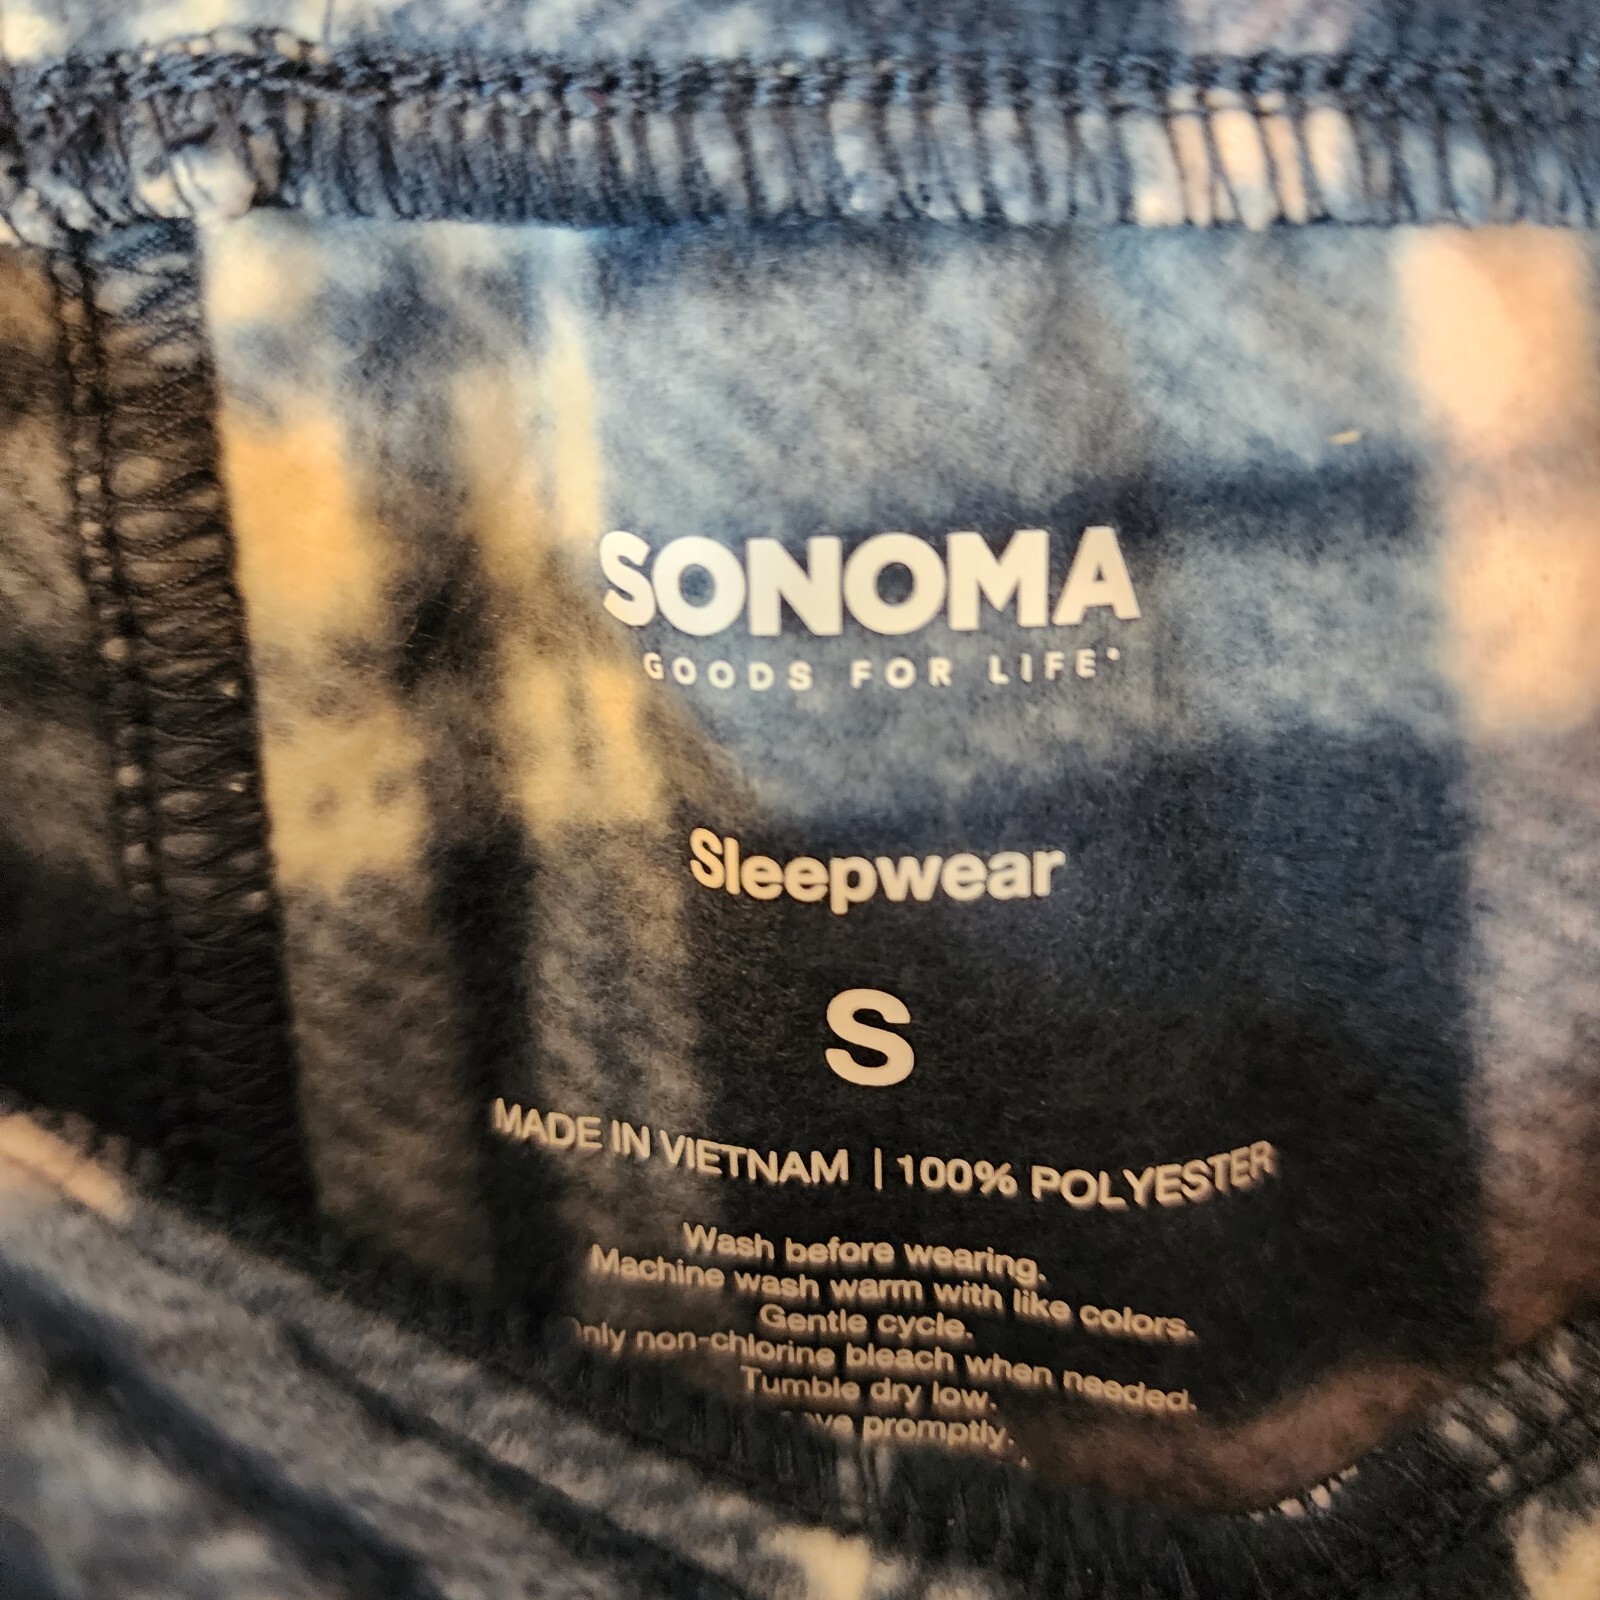 SONOMA
GOODS FOR LIFE
Sleepwear
S
MADE IN VIETNAM | 100% POLYESTER
Wash before wearing.
Machine wash warm with like colors.
Gentle cycle.
Only non-chlorine bleach when needed.
Tumble dry low.
promptly.